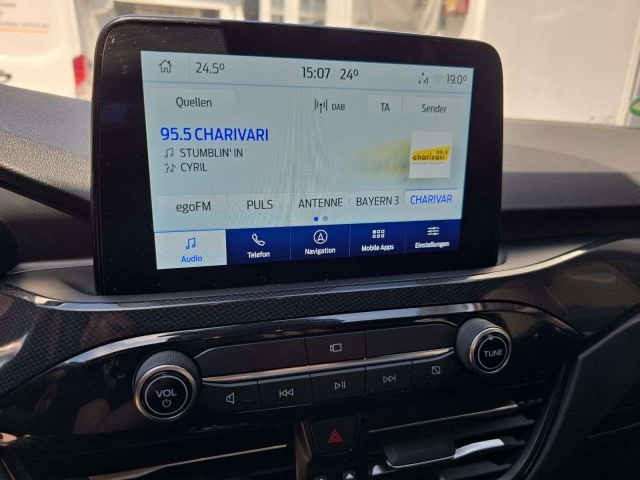 24.5°
15:07 24°
19.0°
Quellen
DAB
TA
Sender
95.5 CHARIVARI
STUMBLIN' IN
CYRIL
95.5
charivari
egoFM
PULS
ANTENNE
BAYERN 3
CHARIVAR
Audio
Telefon
Navigation
Mobile Apps
Einstellungen
VOL
TUNE